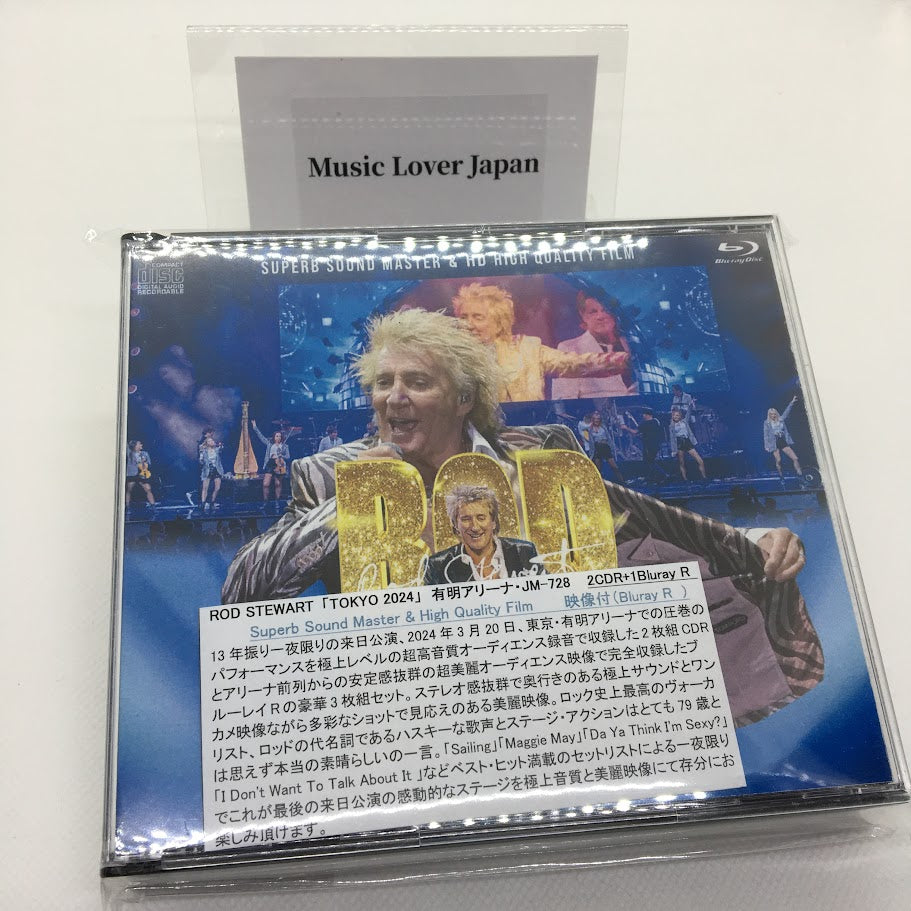 Music Lover Japan
COMPACT
DISC
DIGITAL AUDIO
RECORDABLE
SUPERB SOUND MASTER & HD HIGH QUALITY FILM
Blu-ray Disc
ROD
Rod Stewart
ROD STEWART「TOKYO 2024」 有明アリーナ・JM-728 2CDR+1Bluray R
Superb Sound Master & High Quality Film 映像付（Bluray R ）
13年振り一夜限りの来日公演、2024年3月20日、東京・有明アリーナでの圧巻の
パフォーマンスを極上レベルの超高音質オーディエンス録音で収録した2枚組CDR
とアリーナ前列からの安定感抜群の超美麗オーディエンス映像で完全収録したブ
ルーレイRの豪華3枚組セット。ステレオ感抜群で奥行きのある極上サウンドとワン
カメ映像ながら多彩なショットで見応えのある美麗映像。ロック史上最高のヴォーカ
リスト、ロッドの代名詞であるハスキーな歌声とステージ・アクションはとても79歳と
は思えず本当の素晴らしいの一言。「Sailing」「Maggie May」「Da Ya Think I'm Sexy?」
「I Don't Want To Talk About It 」などベスト・ヒット満載のセットリストによる一夜限り
でこれが最後の来日公演の感動的なステージを極上音質と美麗映像にて存分にお
楽しみ頂けます。